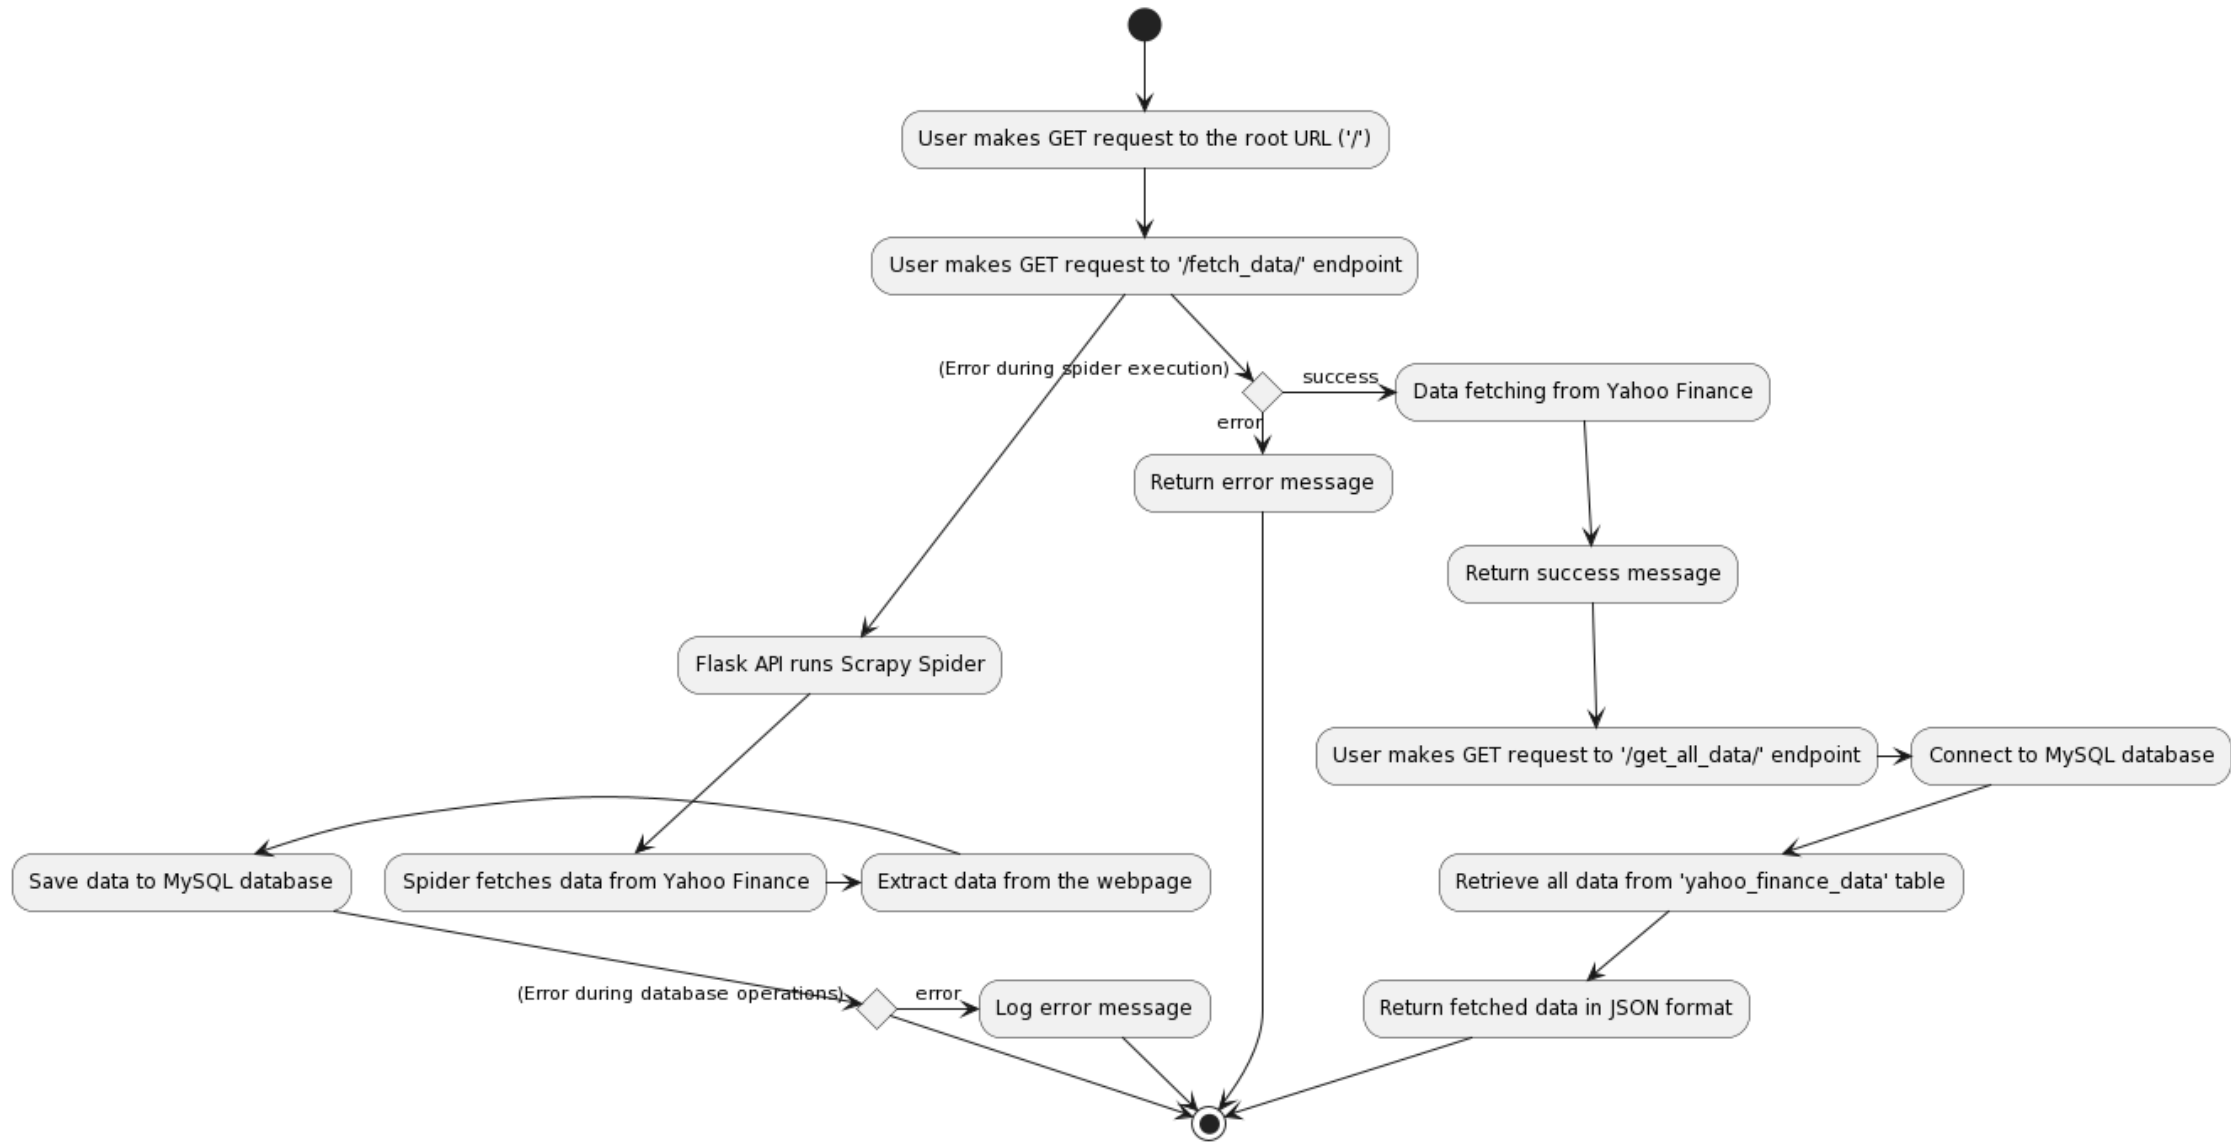 User makes GET request to the root URL ('/')
User makes GET request to '/fetch_data/' endpoint
(Error during spider execution)
success
Data fetching from Yahoo Finance
error
Return error message
Return success message
Flask API runs Scrapy Spider
User makes GET request to '/get_all_data/' endpoint
Connect to MySQL database
Save data to MySQL database
Spider fetches data from Yahoo Finance
Extract data from the webpage
Retrieve all data from 'yahoo_finance_data' table
(Error during database operations)
error
Log error message
Return fetched data in JSON format